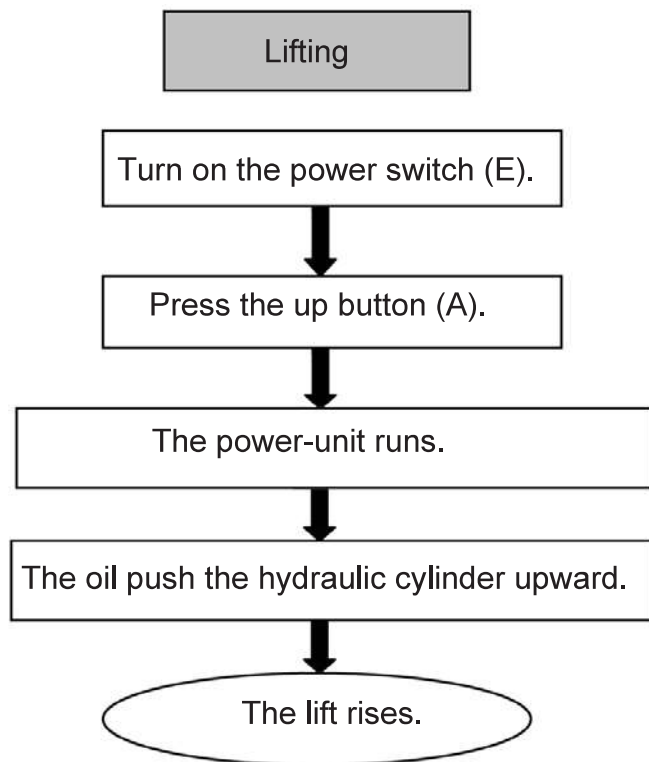 Lifting
Turn on the power switch (E).
Press the up button (A).
The power-unit runs.
The oil push the hydraulic cylinder upward.
The lift rises.